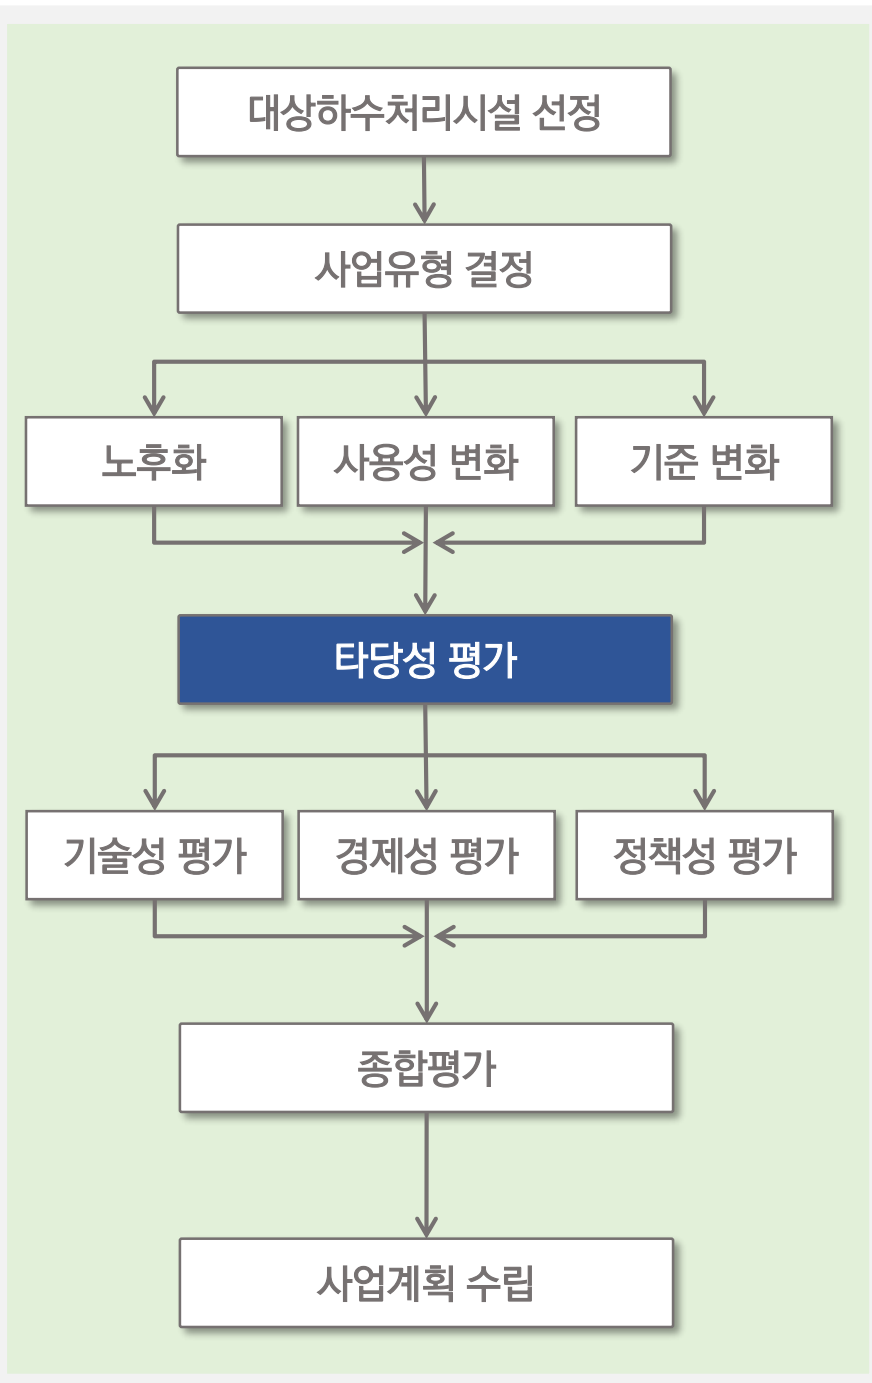 대상하수처리시설 선정
사업유형 결정
노후화
사용성 변화
기준 변화
타당성 평가
기술성 평가
경제성 평가
정책성 평가
종합평가
사업계획 수립